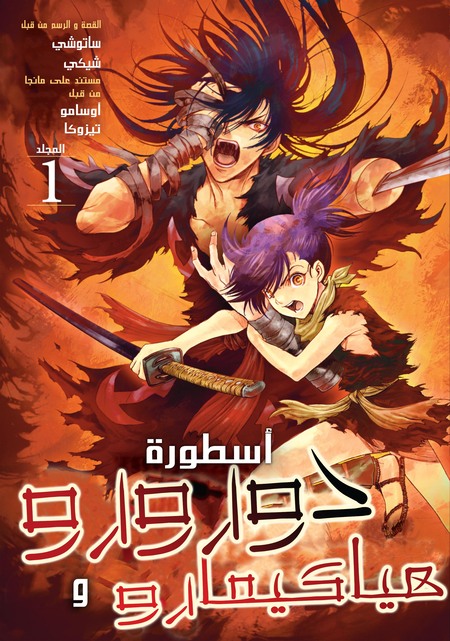 القصة و الرسم من قبل
ساتوشي
شيكي
مستند على مانجا
من قبل
أوسامو
تيزوكا
المجلد
1
أسطورة
دورورو
و هياكيمارو